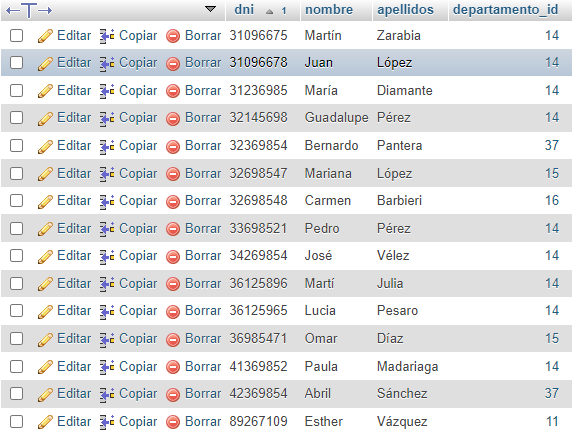 dni 1 nombre apellidos departamento_id
Editar Copiar Borrar 31096675 Martín Zarabia 14
Editar Copiar Borrar 31096678 Juan López 14
Editar Copiar Borrar 31236985 María Diamante 14
Editar Copiar Borrar 32145698 Guadalupe Pérez 14
Editar Copiar Borrar 32369854 Bernardo Pantera 37
Editar Copiar Borrar 32698547 Mariana López 15
Editar Copiar Borrar 32698548 Carmen Barbieri 16
Editar Copiar Borrar 33698521 Pedro Pérez 14
Editar Copiar Borrar 34269854 José Vélez 14
Editar Copiar Borrar 36125896 Martí Julia 14
Editar Copiar Borrar 36125965 Lucia Pesaro 14
Editar Copiar Borrar 36985471 Omar Díaz 15
Editar Copiar Borrar 41369852 Paula Madariaga 14
Editar Copiar Borrar 42369854 Abril Sánchez 37
Editar Copiar Borrar 89267109 Esther Vázquez 11